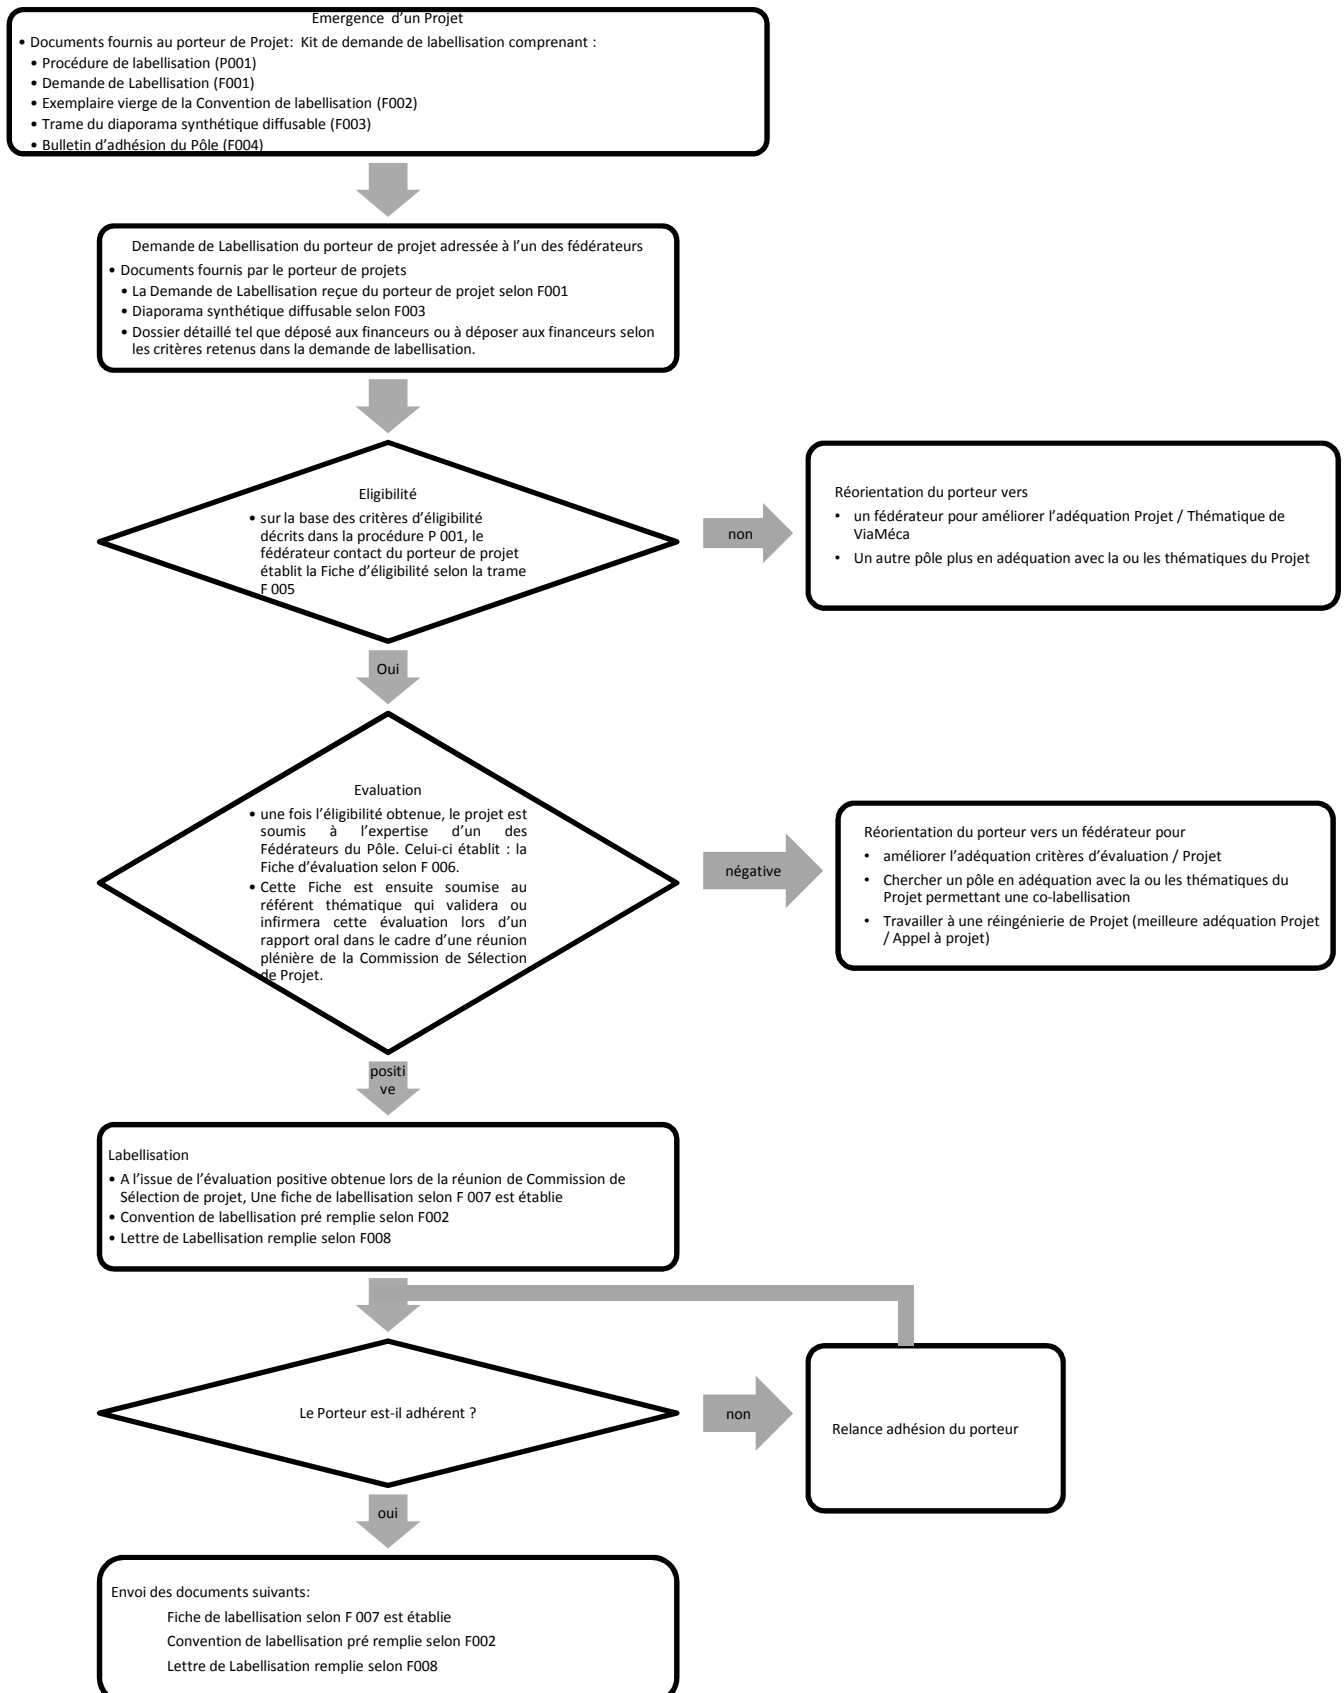 Emergence d'un Projet
• Documents fournis au porteur de Projet: Kit de demande de labellisation comprenant :
• Procédure de labellisation (P001)
• Demande de Labellisation (F001)
• Exemplaire vierge de la Convention de labellisation (F002)
• Trame du diaporama synthétique diffusable (F003)
• Bulletin d'adhésion du Pôle (F004)
Demande de Labellisation du porteur de projet adressée à l'un des fédérateurs
• Documents fournis par le porteur de projets
• La Demande de Labellisation reçue du porteur de projet selon F001
• Diaporama synthétique diffusable selon F003
• Dossier détaillé tel que déposé aux financeurs ou à déposer aux financeurs selon
les critères retenus dans la demande de labellisation.
Eligibilité
• sur la base des critères d'éligibilité
décrits dans la procédure P 001, le
fédérateur contact du porteur de projet
établit la Fiche d'éligibilité selon la trame
F 005
non
Réorientation du porteur vers
• un fédérateur pour améliorer l'adéquation Projet / Thématique de
ViaMéca
• Un autre pôle plus en adéquation avec la ou les thématiques du Projet
Oui
Evaluation
• une fois l'éligibilité obtenue, le projet est
soumis à l'expertise d'un des
Fédérateurs du Pôle. Celui-ci établit : la
Fiche d'évaluation selon F 006.
• Cette Fiche est ensuite soumise au
référent thématique qui validera ou
infirmera cette évaluation lors d'un
rapport oral dans le cadre d'une réunion
plénière de la Commission de Sélection
de Projet.
négative
Réorientation du porteur vers un fédérateur pour
• améliorer l'adéquation critères d'évaluation / Projet
• Chercher un pôle en adéquation avec la ou les thématiques du
Projet permettant une co-labellisation
• Travailler à une réingénierie de Projet (meilleure adéquation Projet
/ Appel à projet)
positi
ve
Labellisation
• A l'issue de l'évaluation positive obtenue lors de la réunion de Commission de
Sélection de projet, Une fiche de labellisation selon F 007 est établie
• Convention de labellisation pré remplie selon F002
• Lettre de Labellisation remplie selon F008
Le Porteur est-il adhérent ?
non
Relance adhésion du porteur
oui
Envoi des documents suivants:
Fiche de labellisation selon F 007 est établie
Convention de labellisation pré remplie selon F002
Lettre de Labellisation remplie selon F008